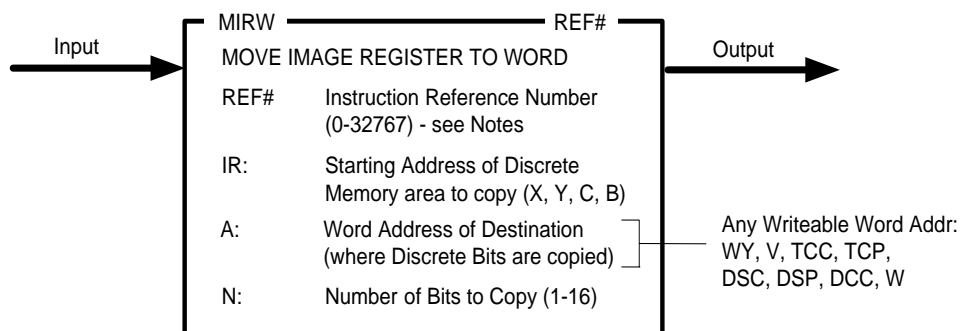 MIRW REF#
Input
Output
MOVE IMAGE REGISTER TO WORD
REF# Instruction Reference Number
(0-32767) - see Notes
IR: Starting Address of Discrete
Memory area to copy (X, Y, C, B)
A: Word Address of Destination
(where Discrete Bits are copied)
Any Writeable Word Addr:
WY, V, TCC, TCP,
DSC, DSP, DCC, W
N: Number of Bits to Copy (1-16)